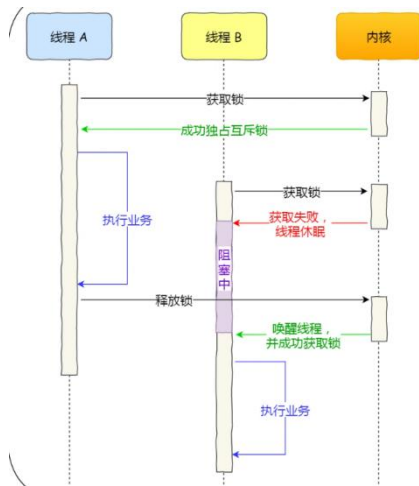 线程 A
线程 B
内核
获取锁
成功独占互斥锁
获取锁
执行业务
获取失败，
线程休眠
阻
塞
中
释放锁
唤醒线程，
并成功获取锁
执行业务